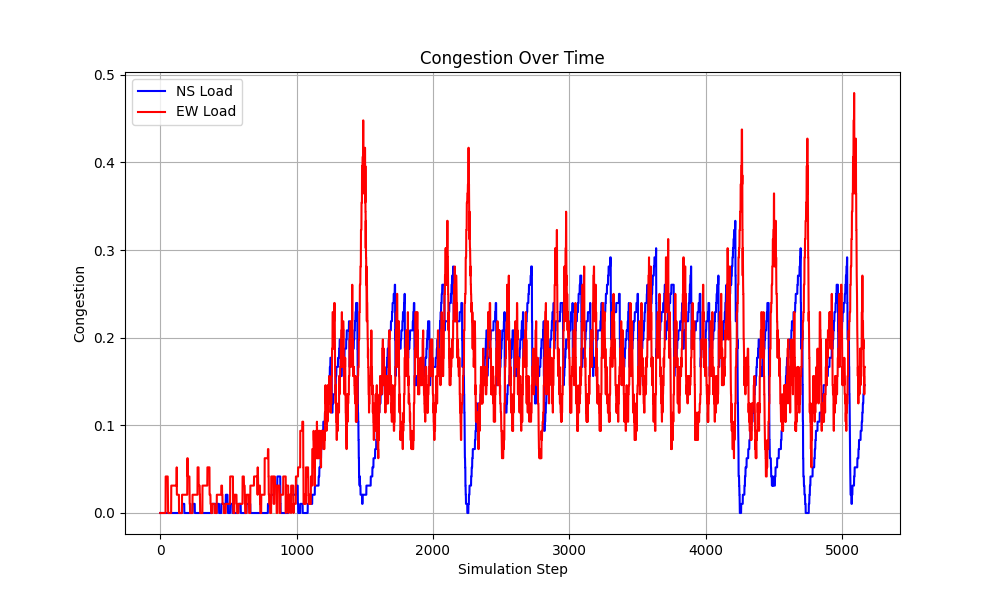 Congestion Over Time
NS Load
EW Load
Congestion
0.5
0.4
0.3
0.2
0.1
0.0
0 1000 2000 3000 4000 5000
Simulation Step